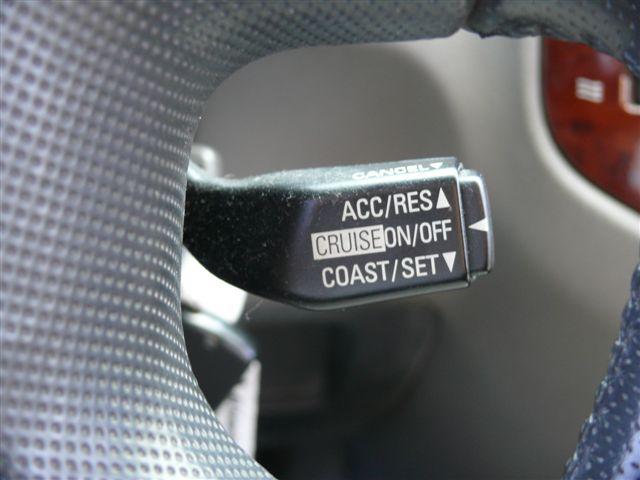 CANCEL▼
ACC/RES▲
CRUISE ON/OFF ◀
COAST/SET▼